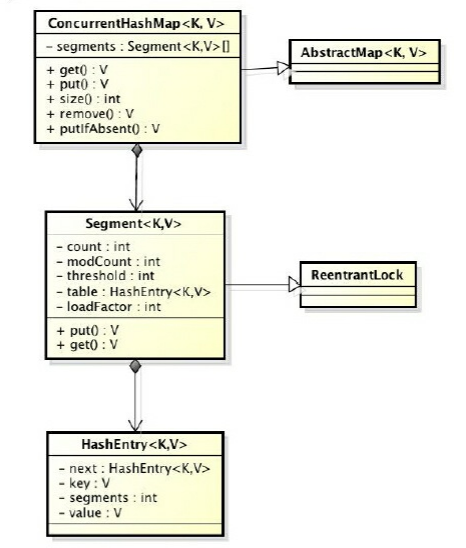 ConcurrentHashMap<K, V>
- segments : Segment<K,V>[]
+ get() : V
+ put() : V
+ size() : int
+ remove() : V
+ putIfAbsent() : V
AbstractMap<K, V>
Segment<K,V>
- count : int
- modCount : int
- threshold : int
- table : HashEntry<K,V>
- loadFactor : int
+ put() : V
+ get() : V
ReentrantLock
HashEntry<K,V>
- next : HashEntry<K,V>
- key : V
- segments : int
- value : V